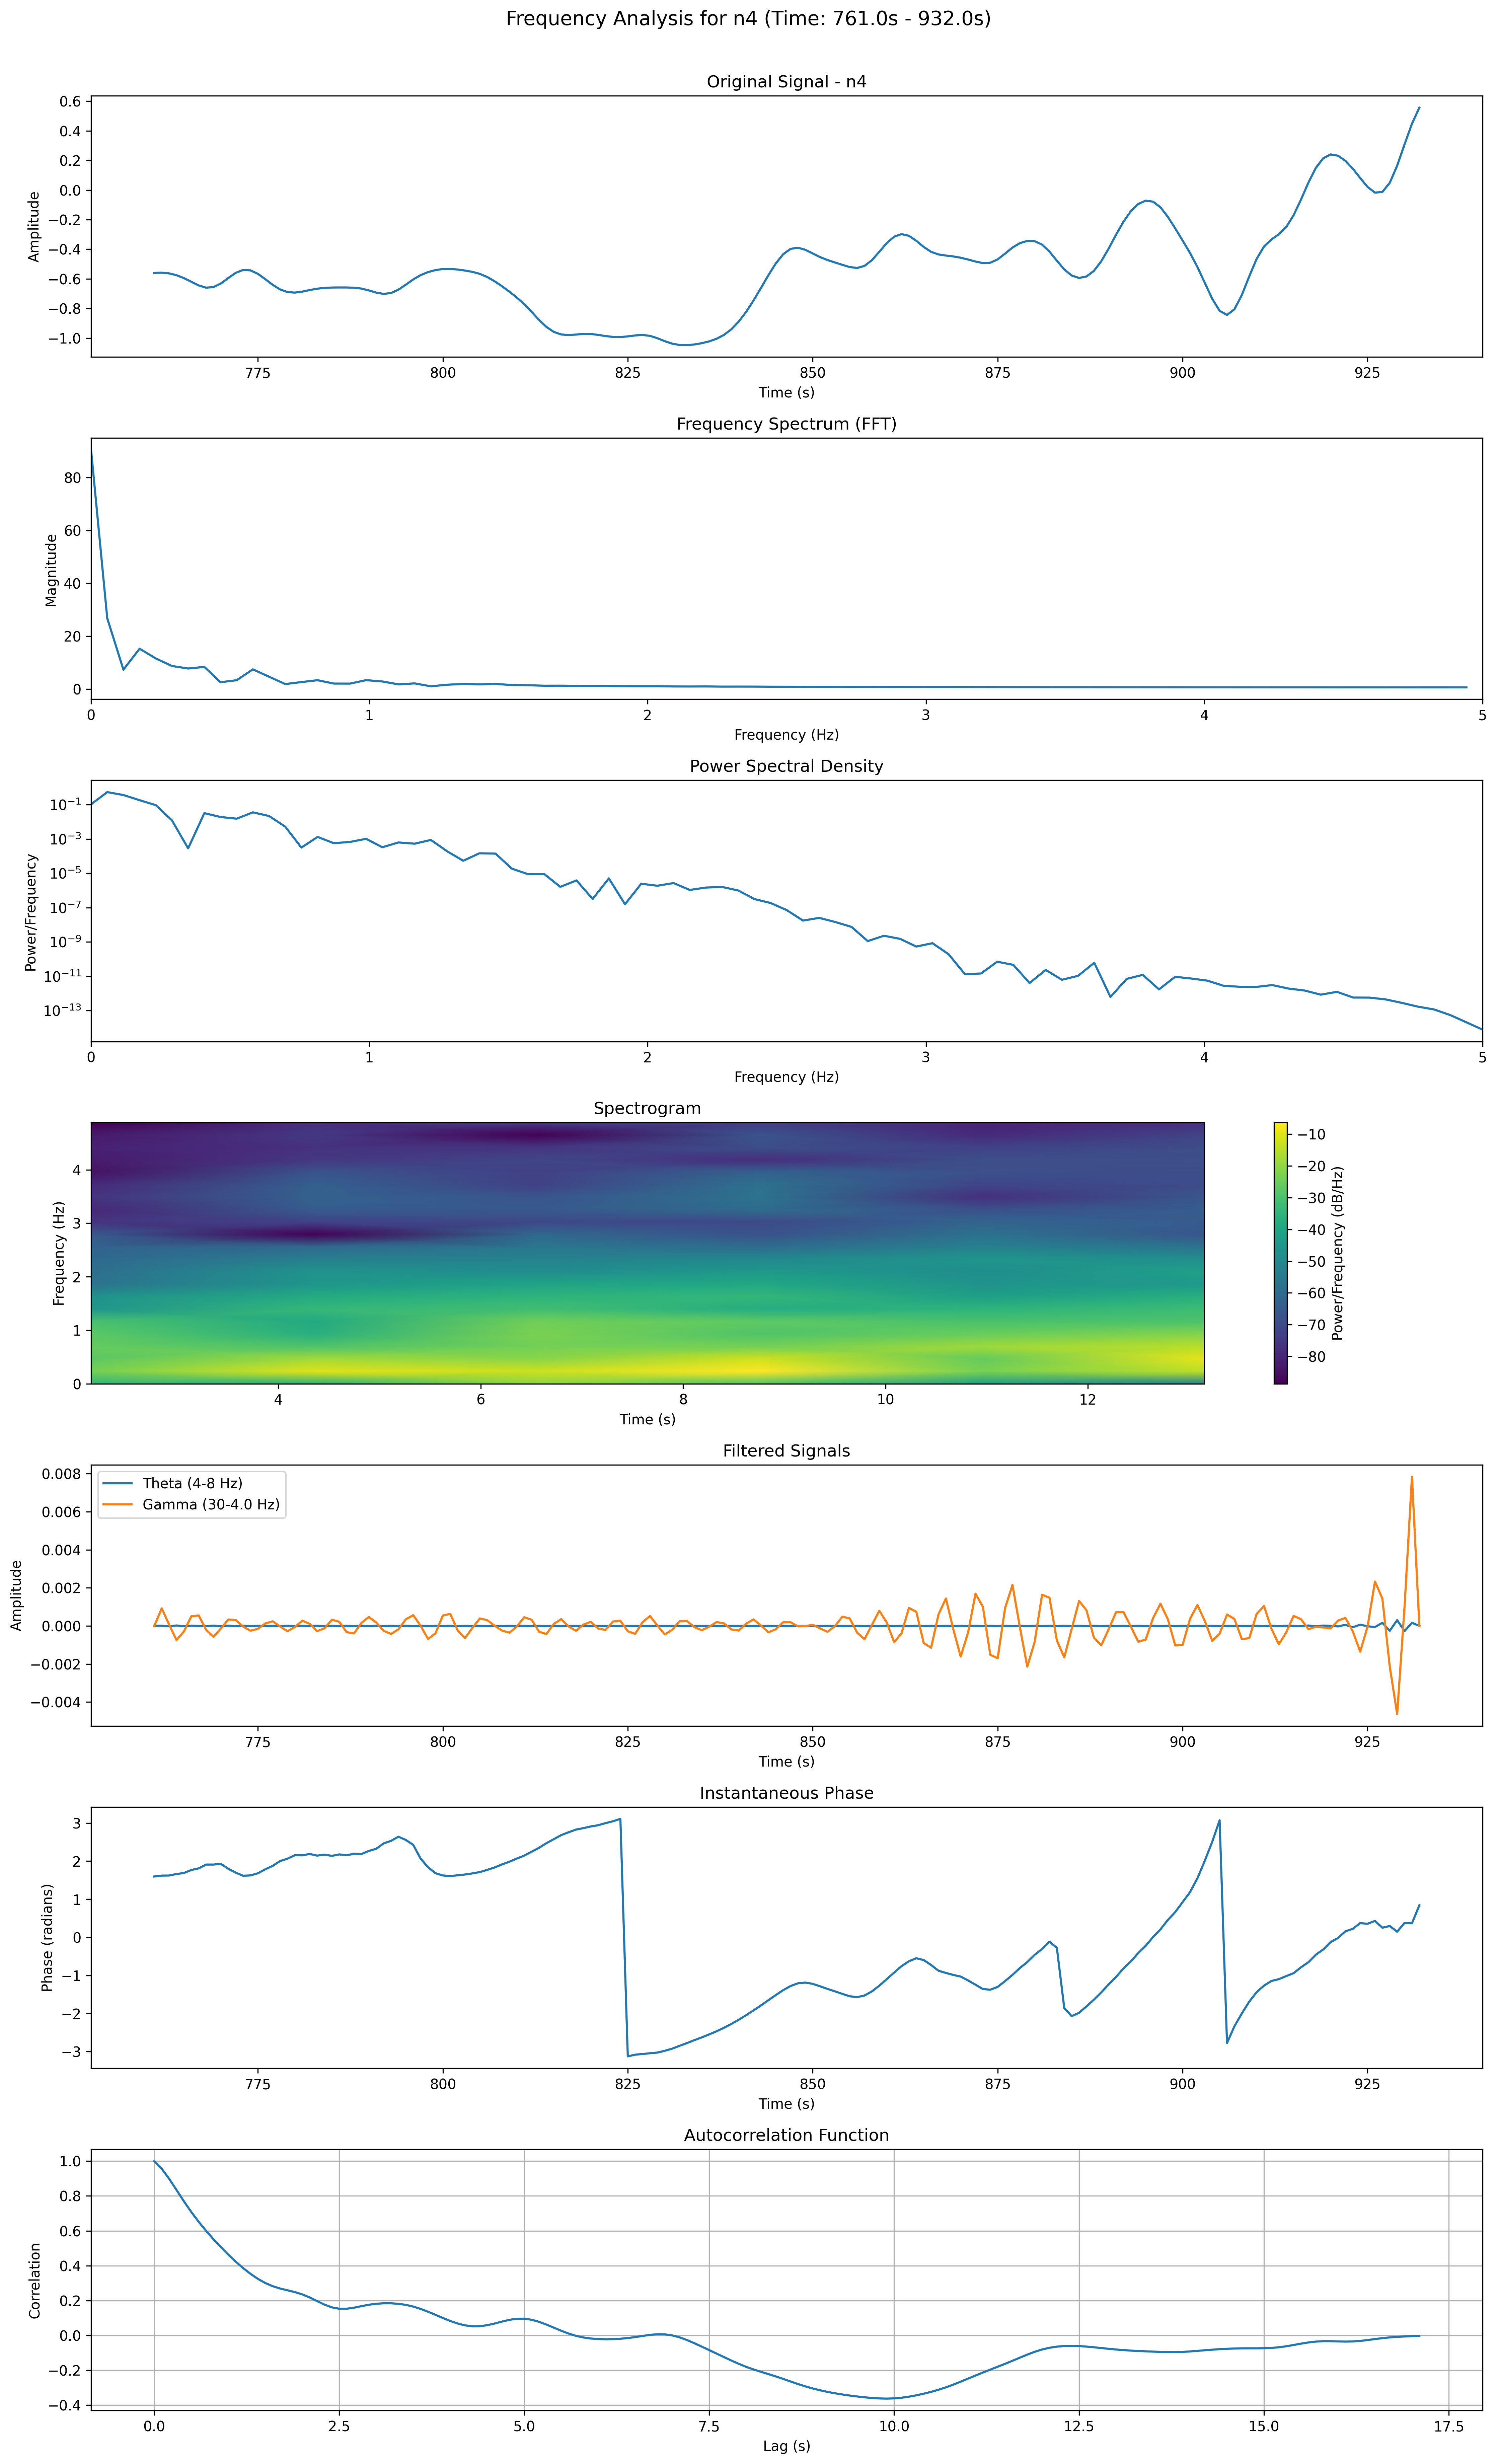 Frequency Analysis for n4 (Time: 761.0s - 932.0s)
Original Signal - n4
0.6
0.4
0.2
0.0
−0.2
−0.4
−0.6
−0.8
−1.0
Amplitude
775 800 825 850 875 900 925
Time (s)
Frequency Spectrum (FFT)
80
60
40
20
0
Magnitude
0 1 2 3 4 5
Frequency (Hz)
Power Spectral Density
10⁻¹
10⁻³
10⁻⁵
10⁻⁷
10⁻⁹
10⁻¹¹
10⁻¹³
Power/Frequency
0 1 2 3 4 5
Frequency (Hz)
Spectrogram
4
3
2
1
0
Frequency (Hz)
4 6 8 10 12
Time (s)
−10
−20
−30
−40
−50
−60
−70
−80
Power/Frequency (dB/Hz)
Filtered Signals
Theta (4-8 Hz)
Gamma (30-4.0 Hz)
0.008
0.006
0.004
0.002
0.000
−0.002
−0.004
Amplitude
775 800 825 850 875 900 925
Time (s)
Instantaneous Phase
3
2
1
0
−1
−2
−3
Phase (radians)
775 800 825 850 875 900 925
Time (s)
Autocorrelation Function
1.0
0.8
0.6
0.4
0.2
0.0
−0.2
−0.4
Correlation
0.0 2.5 5.0 7.5 10.0 12.5 15.0 17.5
Lag (s)